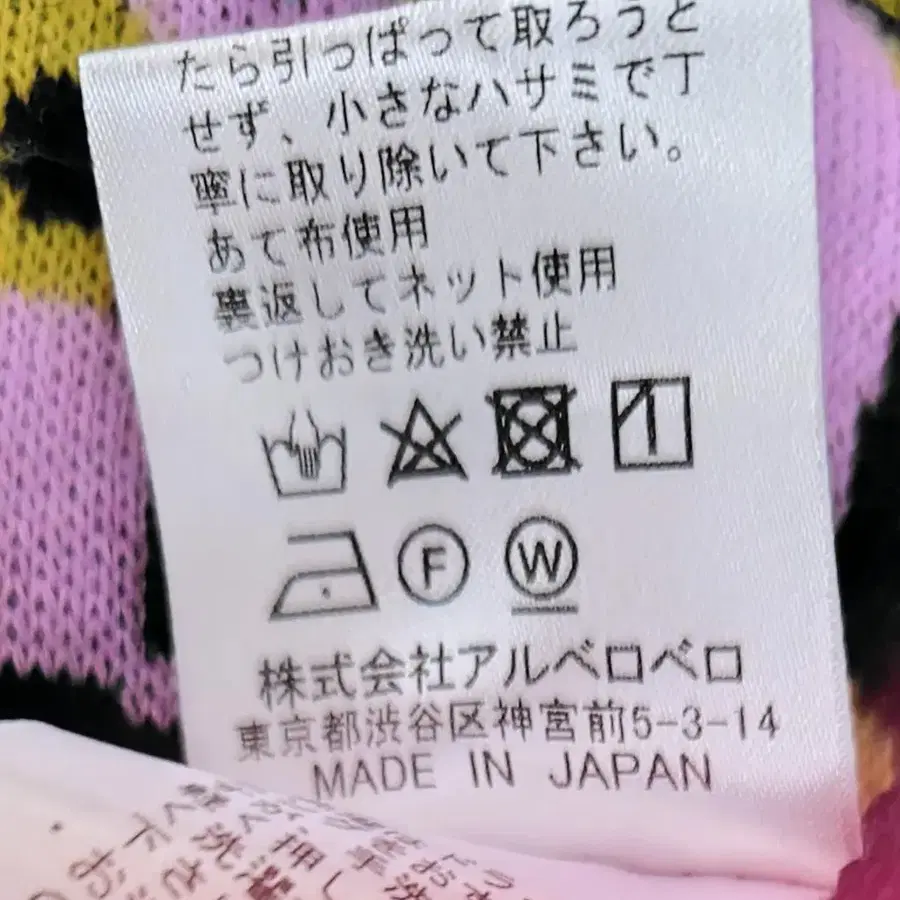 たら引っぱって取ろうと
せず、小さなハサミで丁
寧に取り除いて下さい。
あて布使用
裏返してネット使用
つけおき洗い禁止
F
W
株式会社アルベロベロ
東京都渋谷区神宮前5-3-14
MADE IN JAPAN